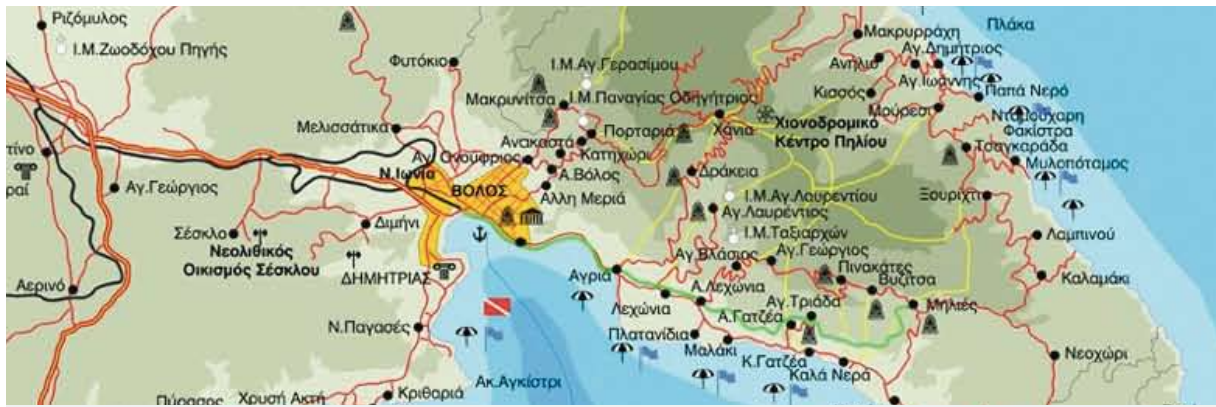 Ριζόμυλος
Ι.Μ.Ζωοδόχου Πηγής
Φυτόκιο
Ι.Μ.Αγ.Γερασίμου
Μακρυνίτσα
Ι.Μ.Παναγίας Οδηγήτριος
Μακρυρράχη
Πλάκα
Αγ.Δημήτριος
Ανήλιο
Αγ.Ιωάννης
Κισσός
Παπά Νερό
Μούρεσι
Νταμούχαρη
Φακίστρα
Τσαγκαράδα
Μυλοπόταμος
Μελισσάτικα
Ανακασιά
Πορταριά
Χάνια
Χιονοδρομικό
Κέντρο Πηλίου
Κατηχώρι
Αγ.Ονούφριος
Ν.Ιωνία
ΒΟΛΟΣ
Α.Βόλος
Αλλη Μεριά
Δράκεια
Ι.Μ.Αγ.Λαυρεντίου
Αγ.Λαυρέντιος
Ι.Μ.Ταξιαρχών
Ξουρίχτι
Λαμπινού
Καλαμάκι
Αγ.Γεώργιος
Σέσκλο
Διμήνι
Νεολιθικός
Οικισμός Σέσκλου
ΔΗΜΗΤΡΙΑΣ
Αερινό
Ν.Παγασές
Αγριά
Αγ.Βλάσιος
Αγ.Γεώργιος
Πινακάτες
Βυζίτσα
Μηλιές
Λεχώνια
Α.Λεχώνια
Αγ.Τριάδα
Α.Γατζέα
Πλατανίδια
Μαλάκι
Κ.Γατζέα
Καλά Νερά
Νεοχώρι
Ακ.Αγκίστρι
Κριθαριά
Χρυσή Ακτή
Πύρασος